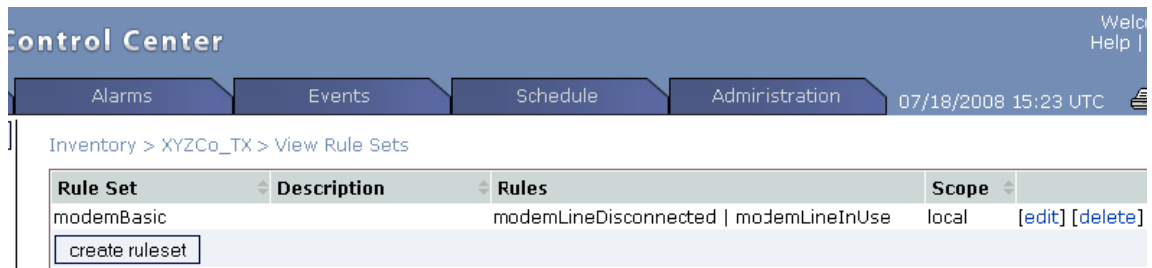 Control Center
Help |
Alarms Events Schedule Administration 07/18/2008 15:23 UTC
Inventory > XYZCo_TX > View Rule Sets
Rule Set Description Rules Scope
modemBasic modemLineDisconnected | modemLineInUse local [edit] [delete]
create ruleset